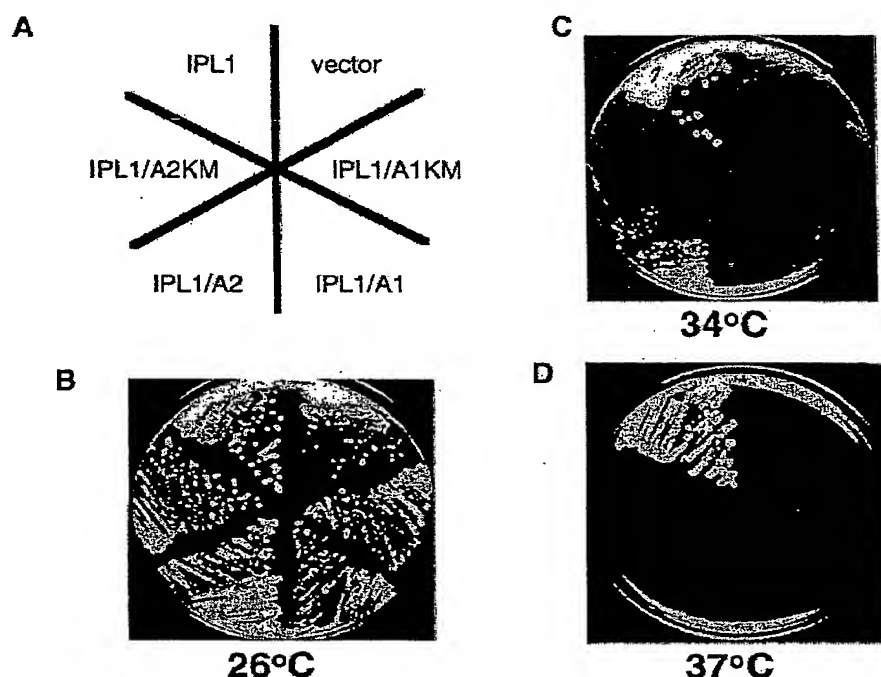 A
IPL1 vector
IPL1/A2KM IPL1/A1KM
IPL1/A2 IPL1/A1
B
26°C
C
34°C
D
37°C